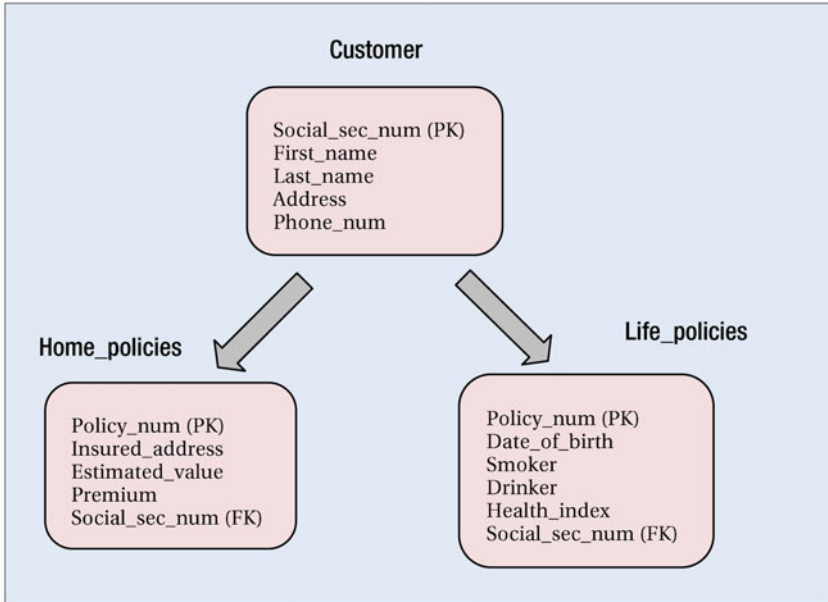 Customer
Social_sec_num (PK)
First_name
Last_name
Address
Phone_num
Home_policies
Policy_num (PK)
Insured_address
Estimated_value
Premium
Social_sec_num (FK)
Life_policies
Policy_num (PK)
Date_of_birth
Smoker
Drinker
Health_index
Social_sec_num (FK)